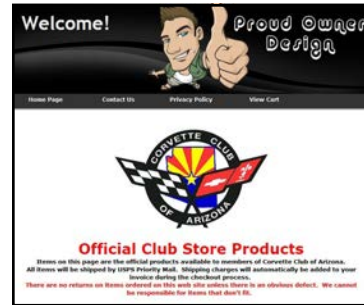 Welcome!
Proud Owner
Design
Home Page Contact Us Privacy Policy View Cart
CORVETTE CLUB
OF ARIZONA
Official Club Store Products
Items on this page are the official products available to members of Corvette Club of Arizona.
All items will be shipped by USPS Priority Mail. Shipping charges will automatically be added to your
invoice during the checkout process.
There are no returns on items ordered on this web site unless there is an obvious defect. We cannot
be responsible for items that don't fit.